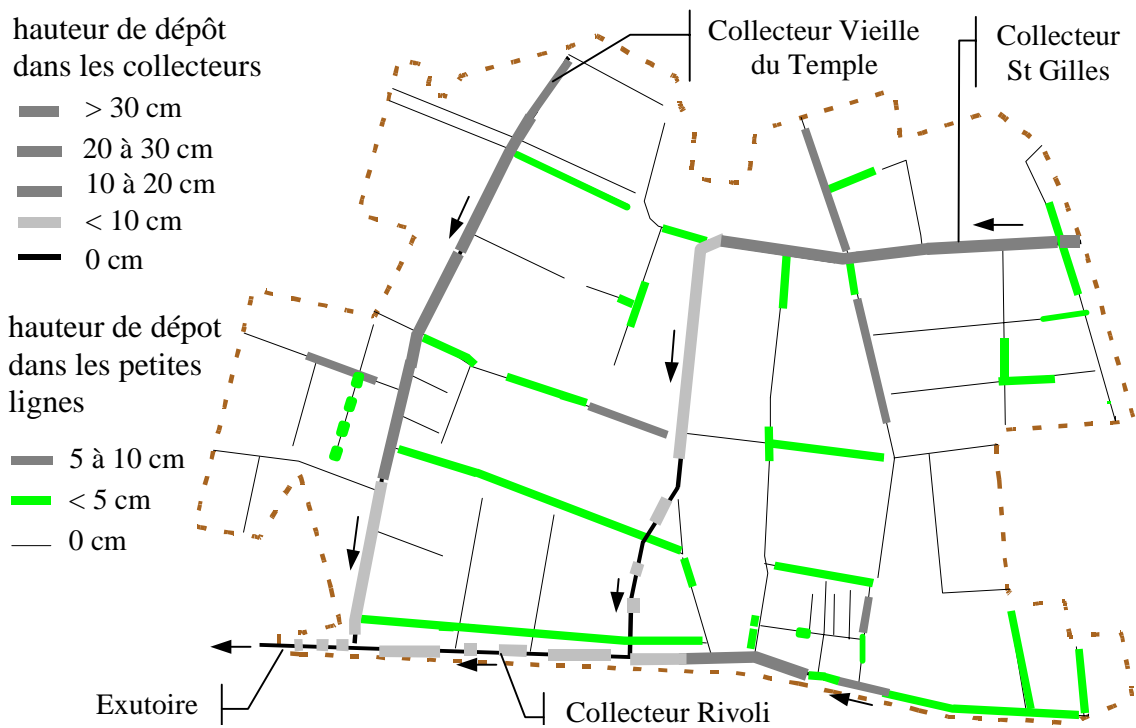 hauteur de dépôt
dans les collecteurs
> 30 cm
20 à 30 cm
10 à 20 cm
< 10 cm
0 cm
hauteur de dépot
dans les petites
lignes
5 à 10 cm
< 5 cm
0 cm
Collecteur Vieille
du Temple
Collecteur
St Gilles
Exutoire
Collecteur Rivoli